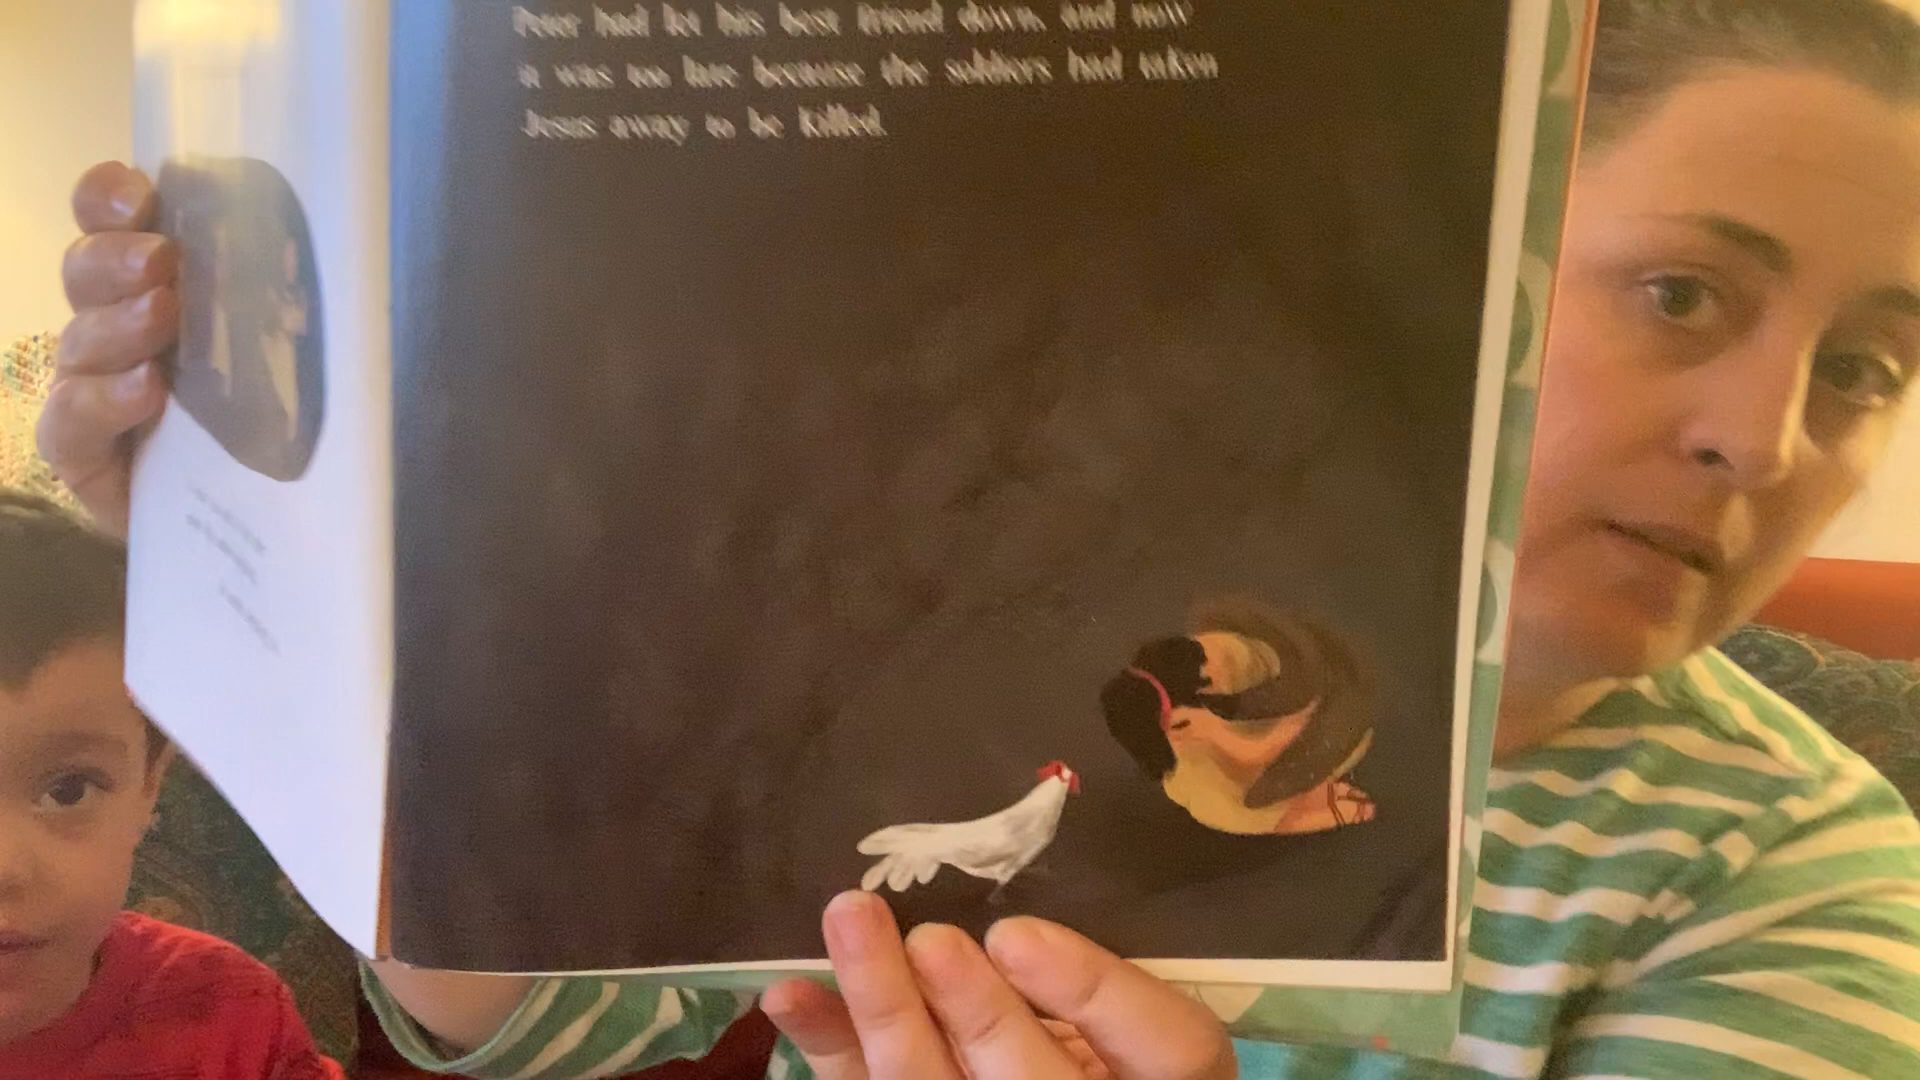 Peter had let his best friend down, and now
it was too late because the soldiers had taken
Jesus away to be killed.